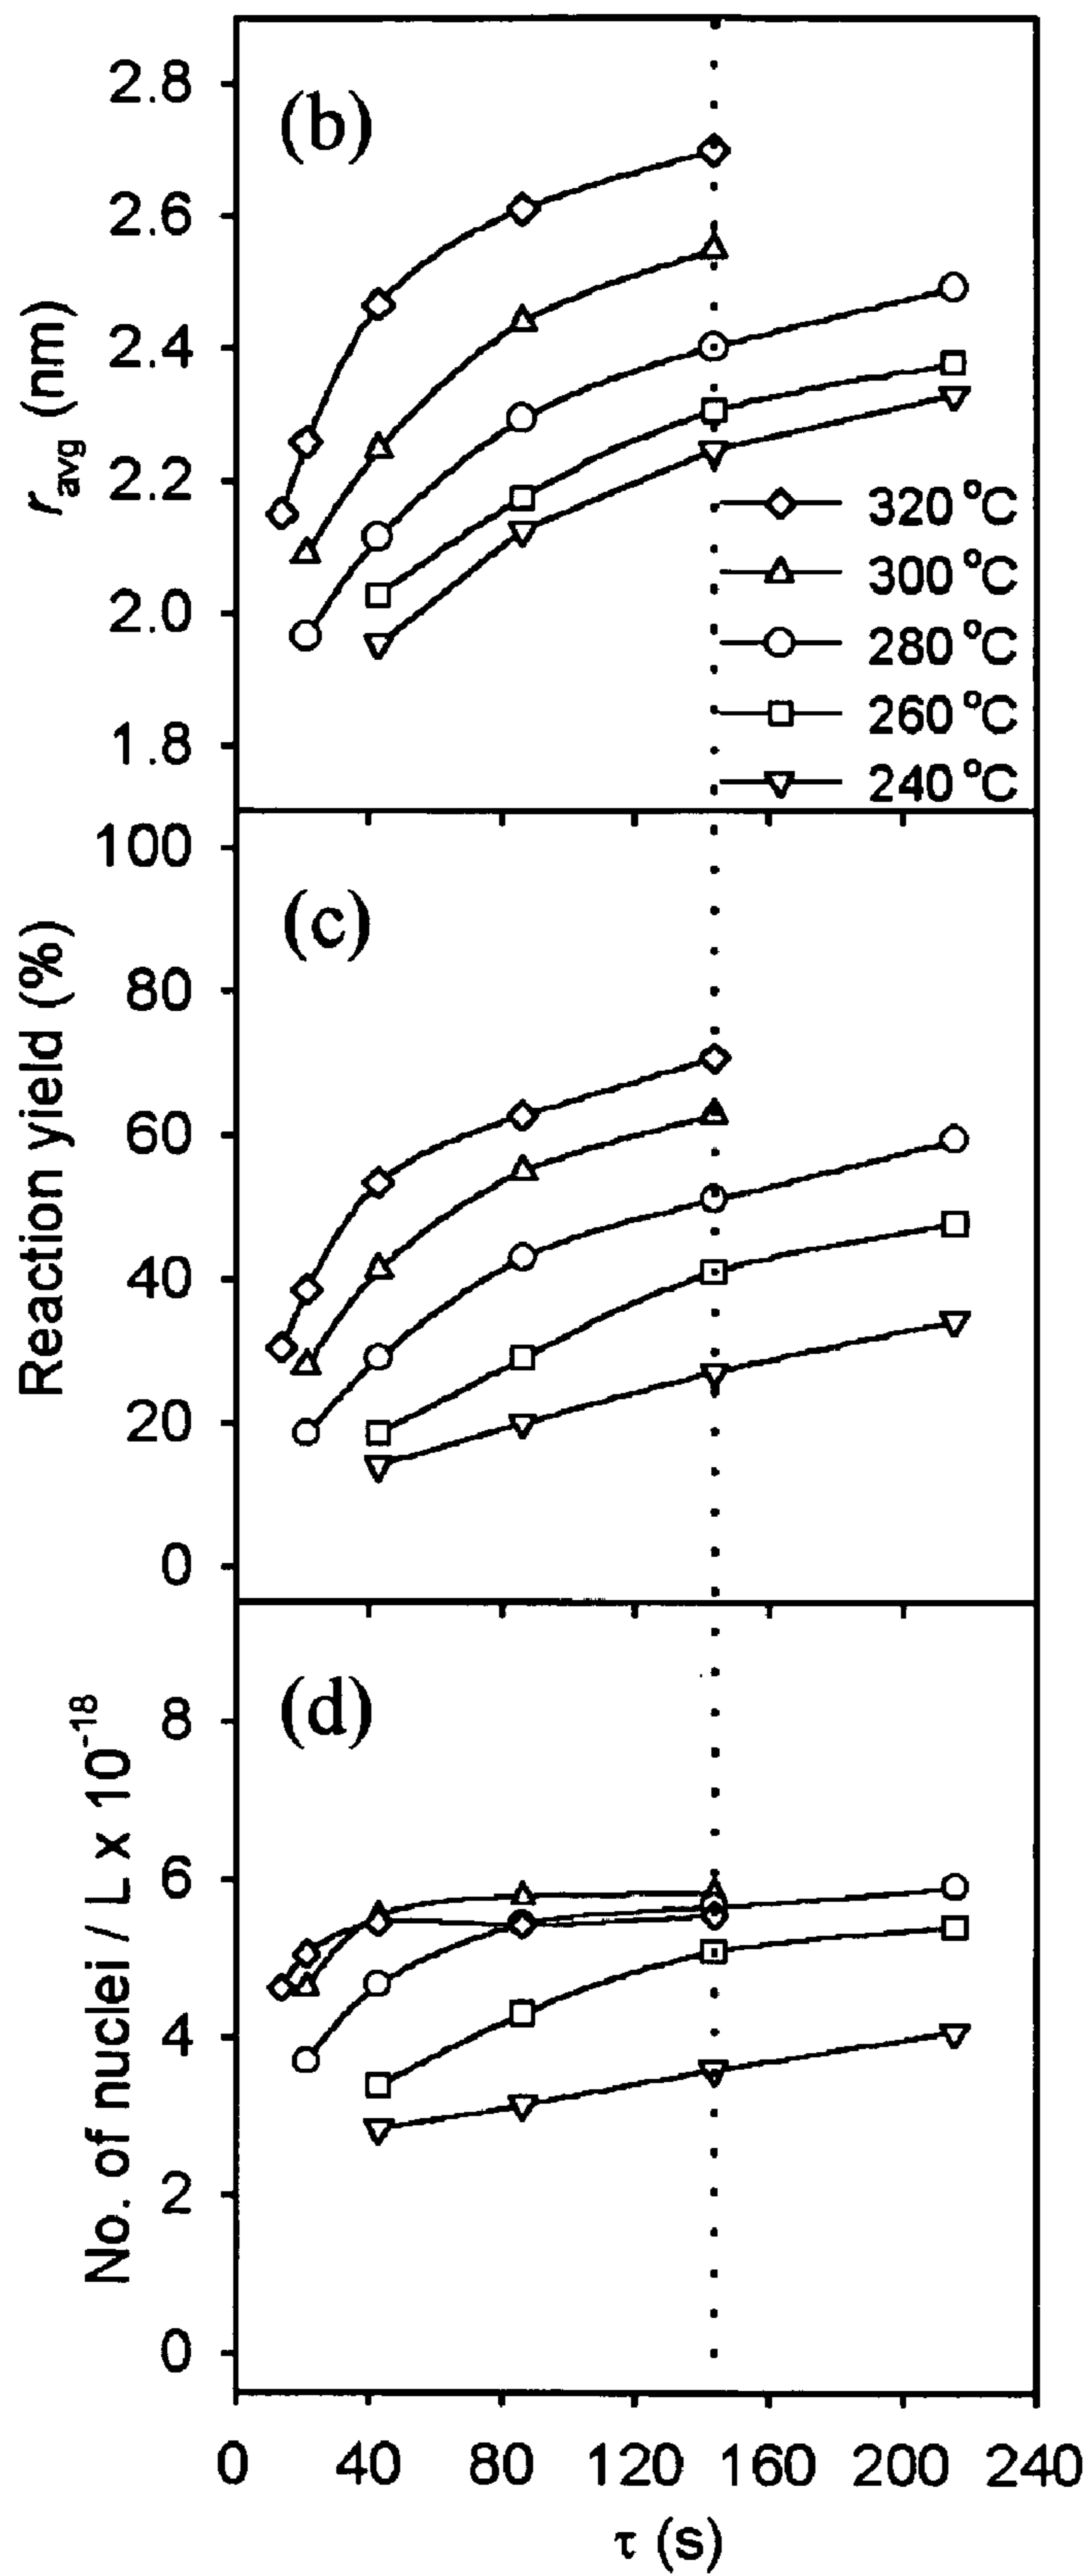 (b)
2.8
2.6
2.4
2.2
2.0
1.8
r avg (nm)
320 °C
300 °C
280 °C
260 °C
240 °C
(c)
100
80
60
40
20
0
Reaction yield (%)
(d)
8
6
4
2
0
No. of nuclei / L x 10⁻¹⁸
0 40 80 120 160 200 240
τ (s)